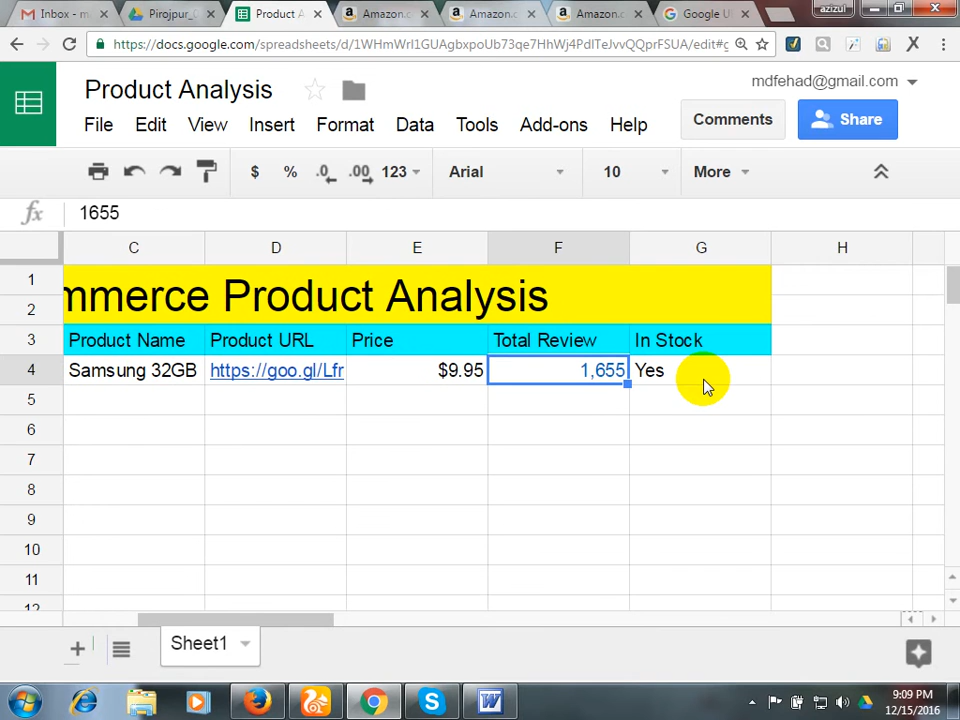 Inbox - m
Pirojpur_D
Product A
Amazon.c
Amazon.c
Amazon.c
Google U
azizul
https://docs.google.com/spreadsheets/d/1WHmWrI1GUAgbxpoUb73qe7HhWj4PdlTeJvvQQprFSUA/edit#g
Product Analysis
mdfehad@gmail.com
File Edit View Insert Format Data Tools Add-ons Help
Comments
Share
$ % .0 .00 123 Arial 10 More
fx 1655
C D E F G H
1 mmerce Product Analysis
2
3 Product Name Product URL Price Total Review In Stock
4 Samsung 32GB https://goo.gl/Lfr $9.95 1,655 Yes
5
6
7
8
9
10
11
12
Sheet1
9:09 PM
12/15/2016